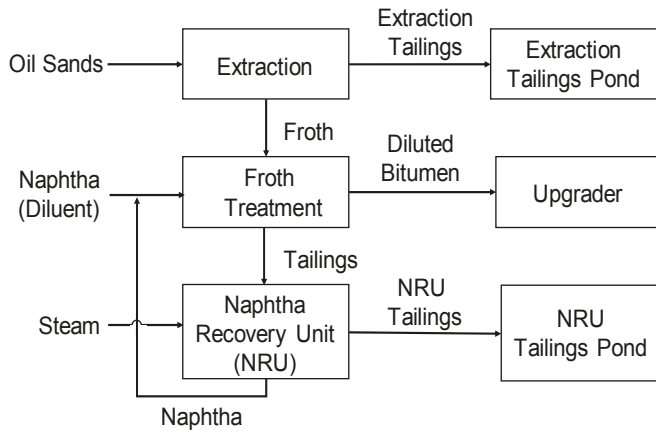 Oil Sands
Extraction
Extraction
Tailings
Extraction
Tailings Pond
Froth
Naphtha
(Diluent)
Froth
Treatment
Diluted
Bitumen
Upgrader
Tailings
Steam
Naphtha
Recovery Unit
(NRU)
NRU
Tailings
NRU
Tailings Pond
Naphtha